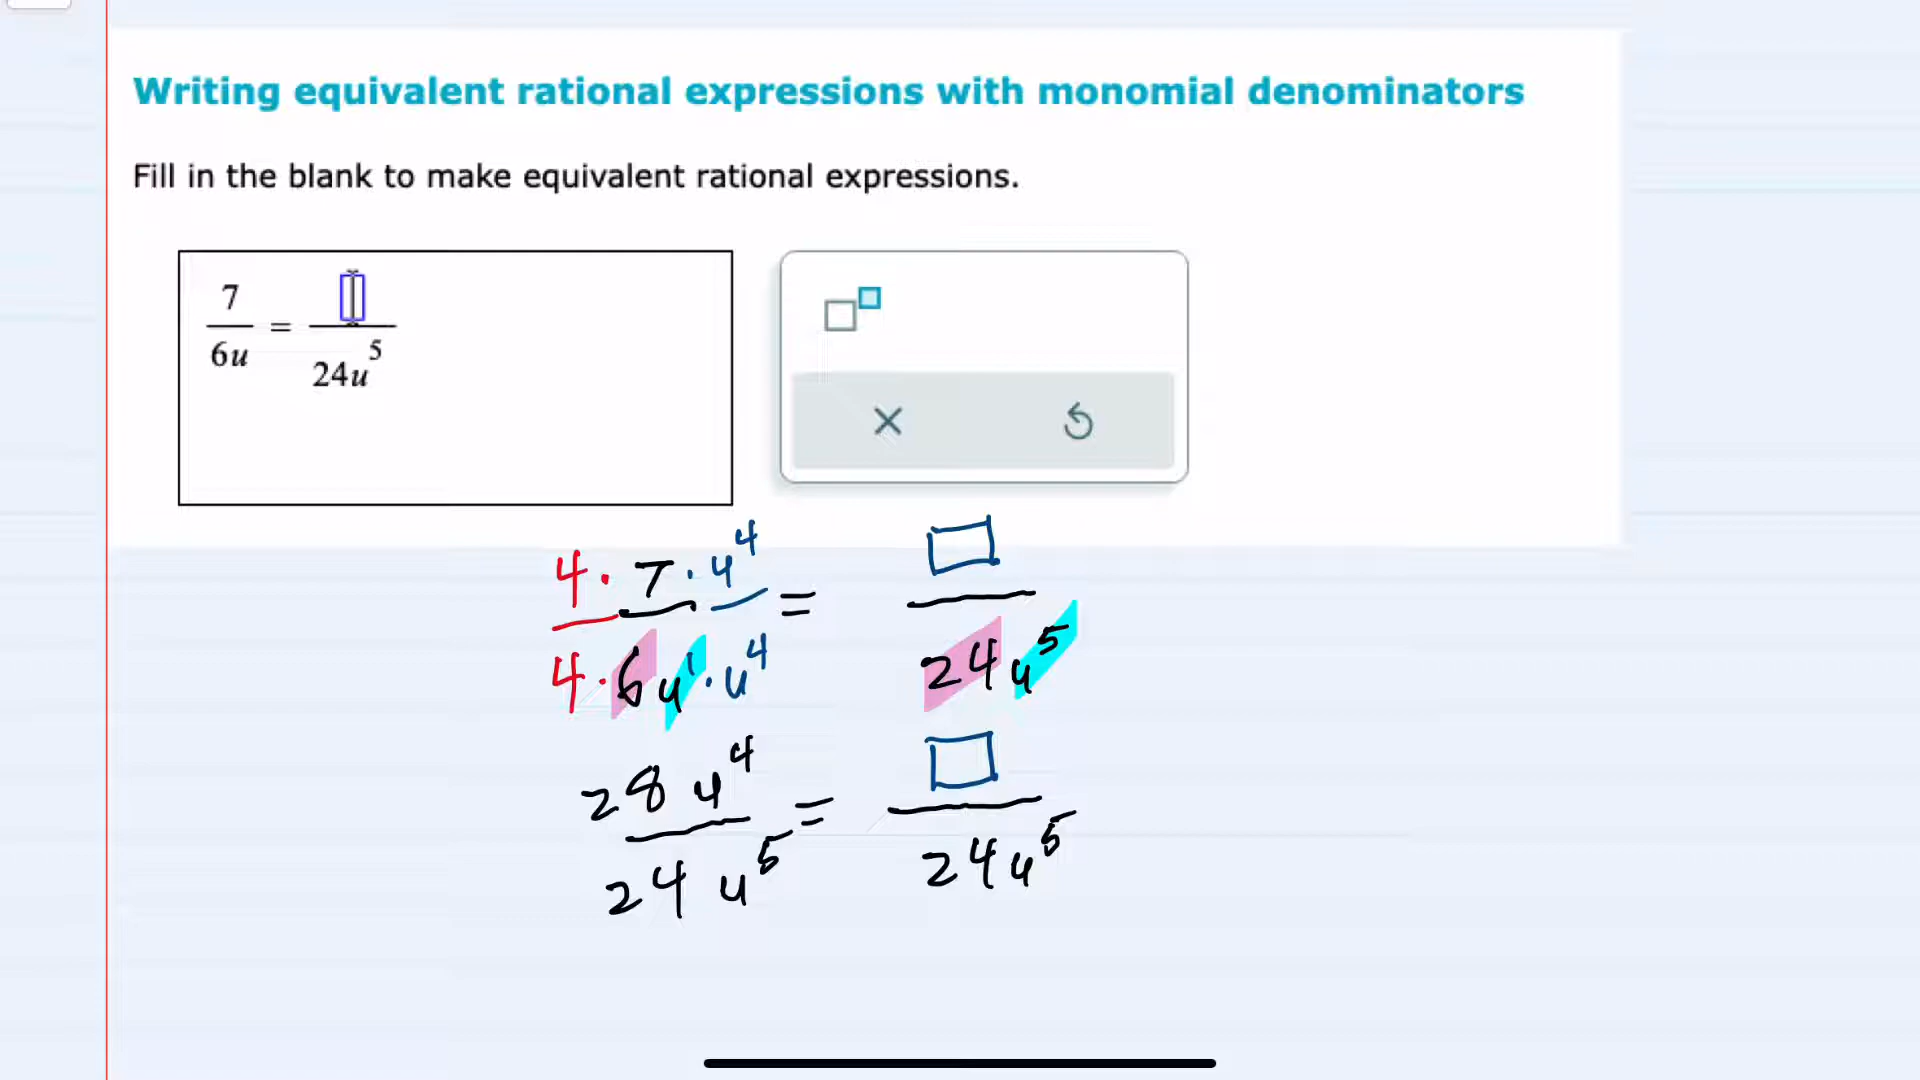 Writing equivalent rational expressions with monomial denominators
Fill in the blank to make equivalent rational expressions.
7
6u
=
24u^5
4 · 7 · u^4
4 · 6u^1 · u^4
=
24u^5
28u^4
24u^5
=
24u^5